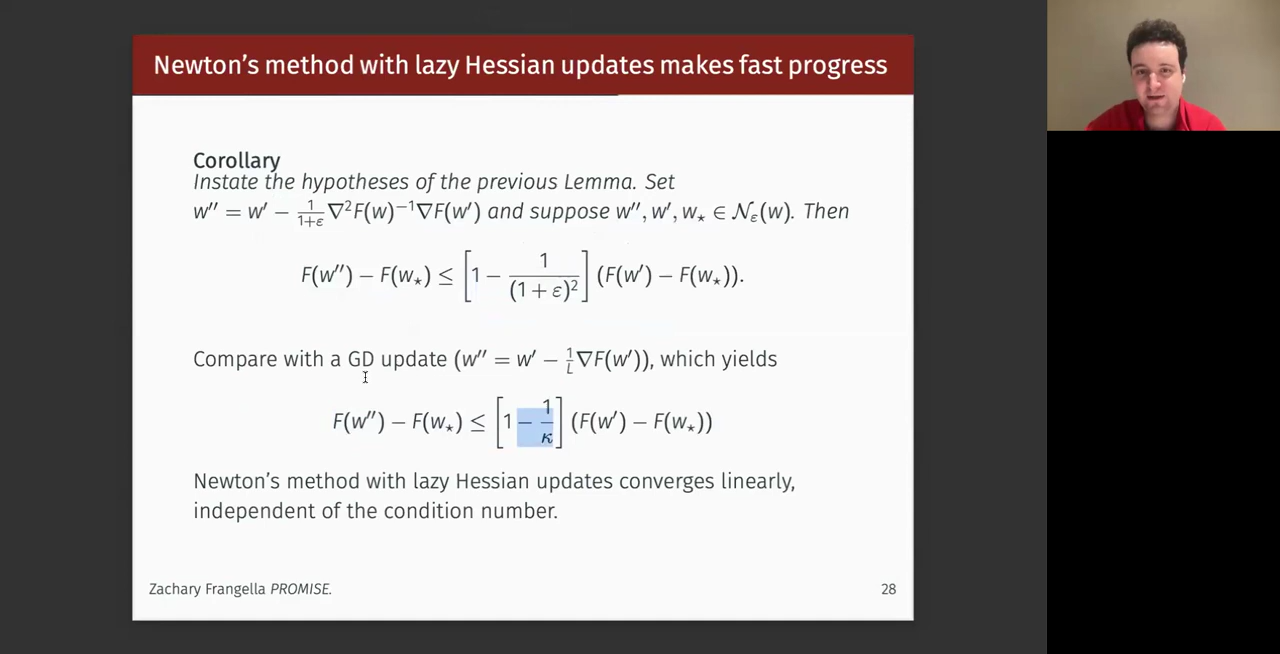 Newton's method with lazy Hessian updates makes fast progress
Corollary
Instate the hypotheses of the previous Lemma. Set
w″ = w′ − 1/(1+ε) ∇²F(w)⁻¹∇F(w′) and suppose w″, w′, w⋆ ∈ 𝒩ε(w). Then
F(w″) − F(w⋆) ≤ [1 − 1/(1 + ε)²] (F(w′) − F(w⋆)).
Compare with a GD update (w″ = w′ − 1/L ∇F(w′)), which yields
F(w″) − F(w⋆) ≤ [1 − 1/κ] (F(w′) − F(w⋆))
Newton's method with lazy Hessian updates converges linearly,
independent of the condition number.
Zachary Frangella PROMISE.
28